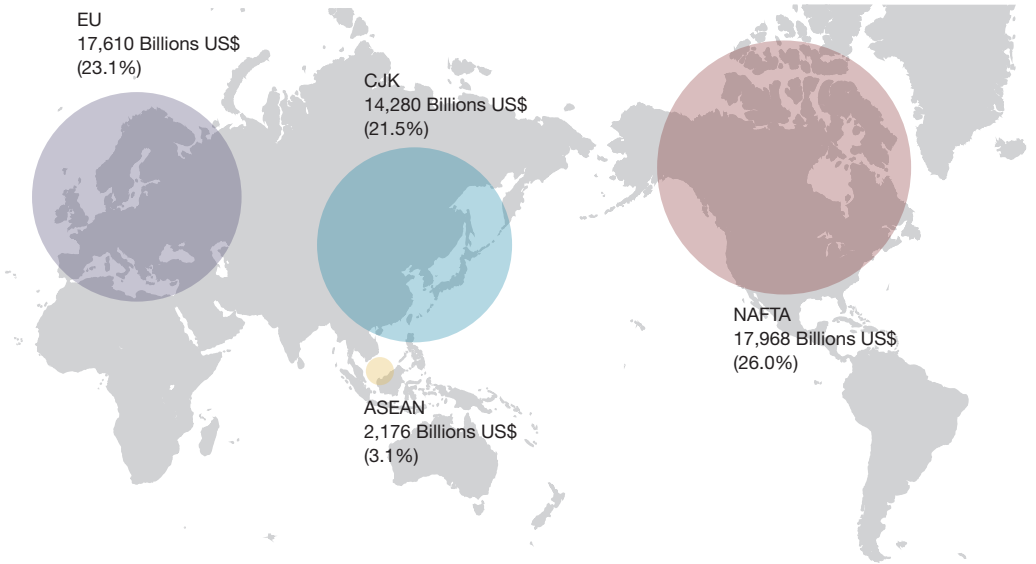 EU
17,610 Billions US$
(23.1%)
CJK
14,280 Billions US$
(21.5%)
NAFTA
17,968 Billions US$
(26.0%)
ASEAN
2,176 Billions US$
(3.1%)